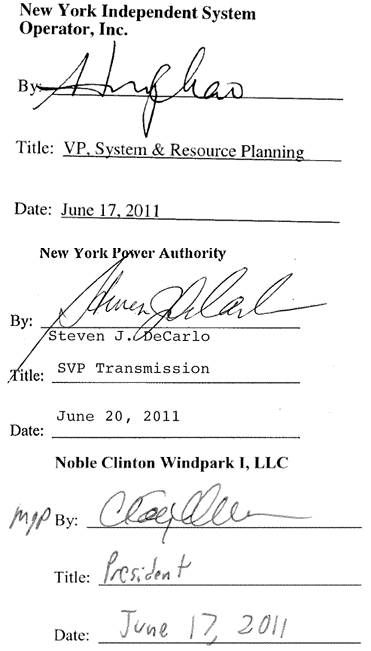 New York Independent System
Operator, Inc.
By:
Title: VP, System & Resource Planning
Date: June 17, 2011
New York Power Authority
By:
Steven J. DeCarlo
Title: SVP Transmission
Date: June 20, 2011
Noble Clinton Windpark I, LLC
By:
Title: President
Date: June 17, 2011